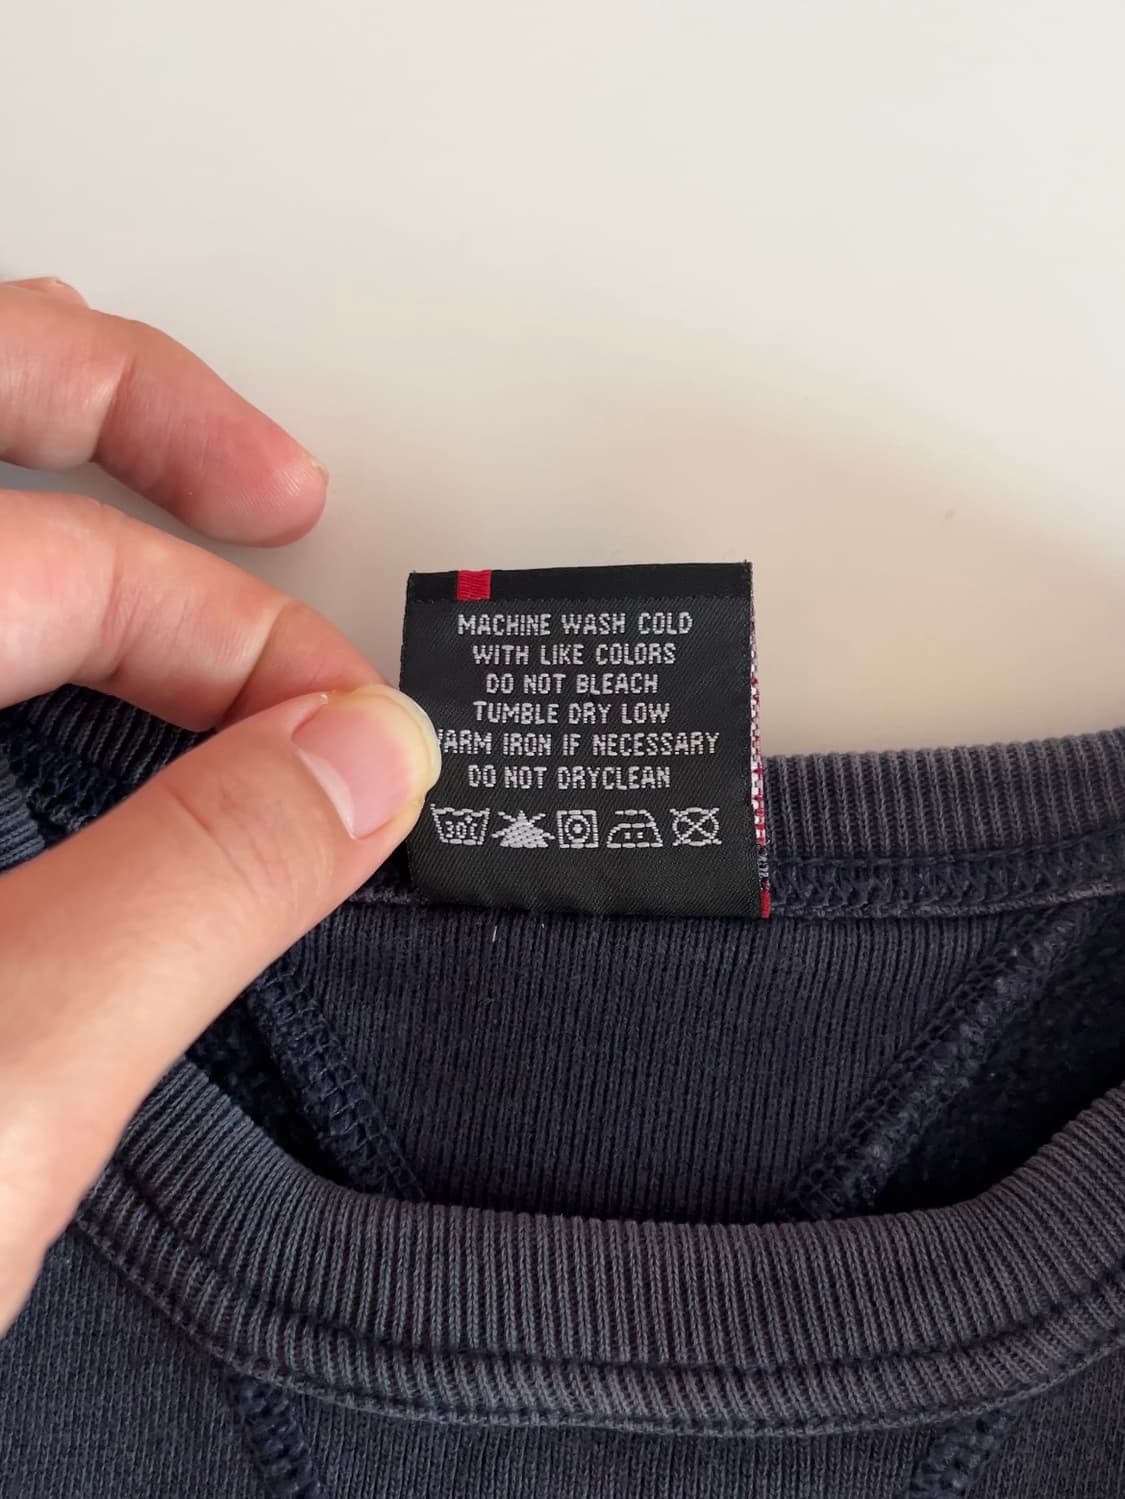 MACHINE WASH COLD
WITH LIKE COLORS
DO NOT BLEACH
TUMBLE DRY LOW
WARM IRON IF NECESSARY
DO NOT DRYCLEAN
30